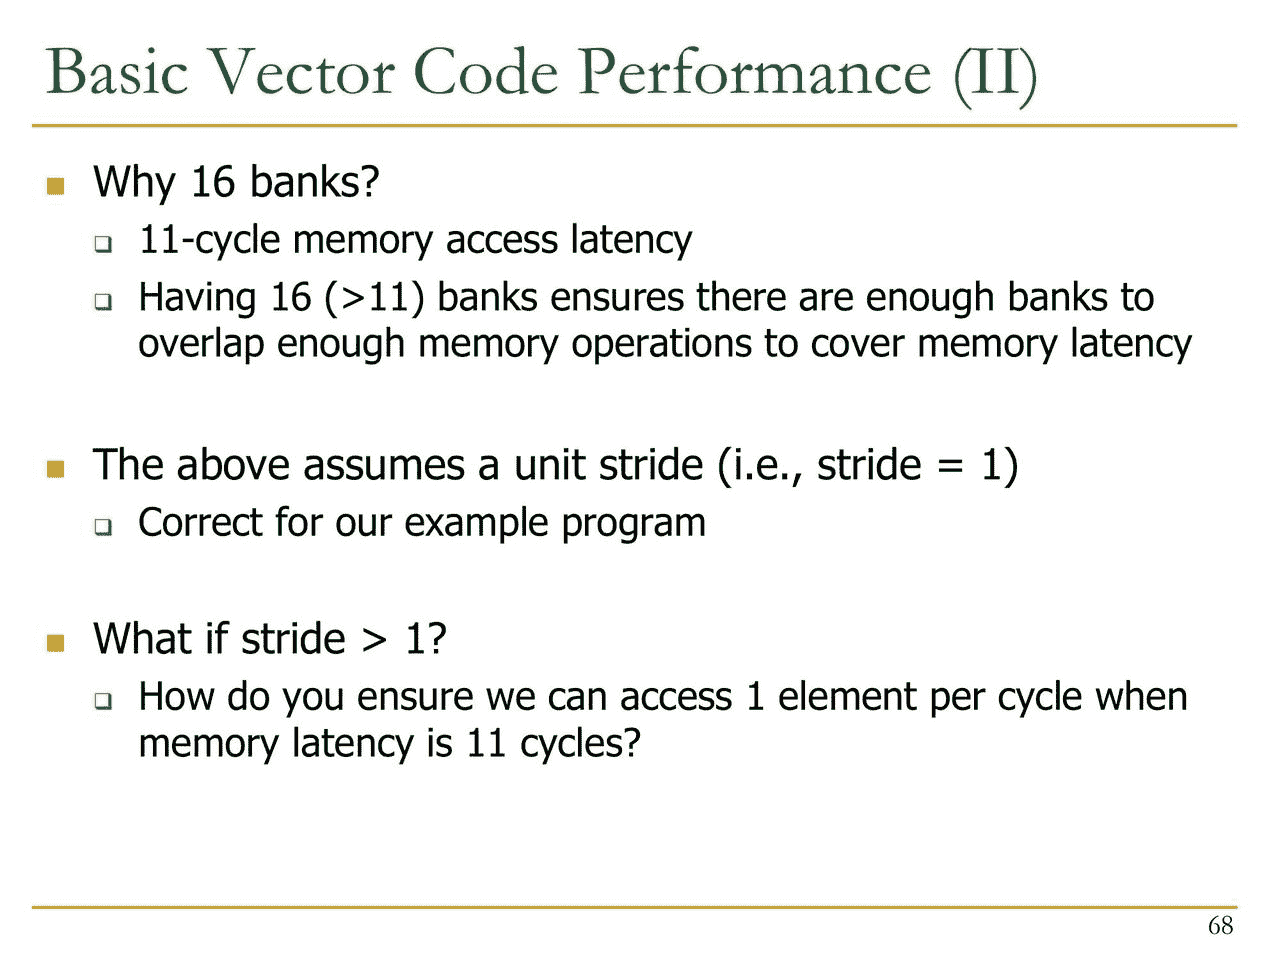 Basic Vector Code Performance (II)
Why 16 banks?
11-cycle memory access latency
Having 16 (>11) banks ensures there are enough banks to
overlap enough memory operations to cover memory latency
The above assumes a unit stride (i.e., stride = 1)
Correct for our example program
What if stride > 1?
How do you ensure we can access 1 element per cycle when
memory latency is 11 cycles?
68